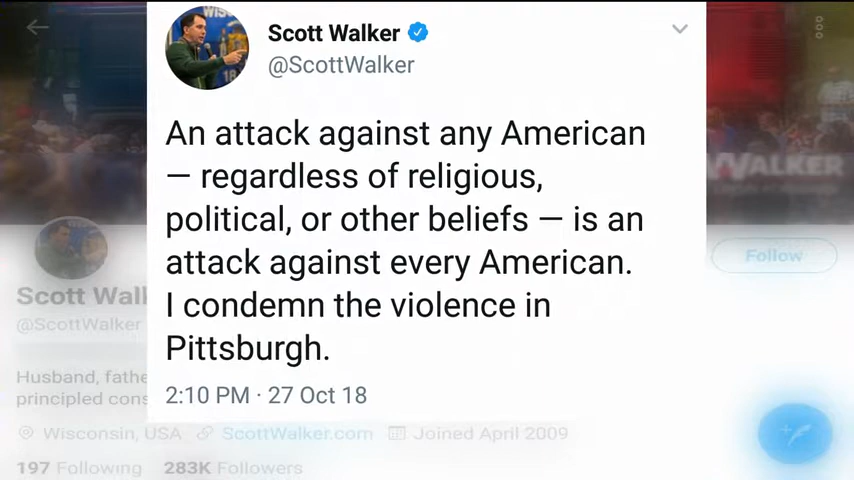 Scott Walker
@ScottWalker
An attack against any American
— regardless of religious,
political, or other beliefs — is an
attack against every American.
I condemn the violence in
Pittsburgh.
2:10 PM · 27 Oct 18
WALKER
Follow
Scott Walk
@ScottWalker
Husband, fathe
principled cons
Wisconsin, USA ScottWalker.com Joined April 2009
197 Following 283K Followers